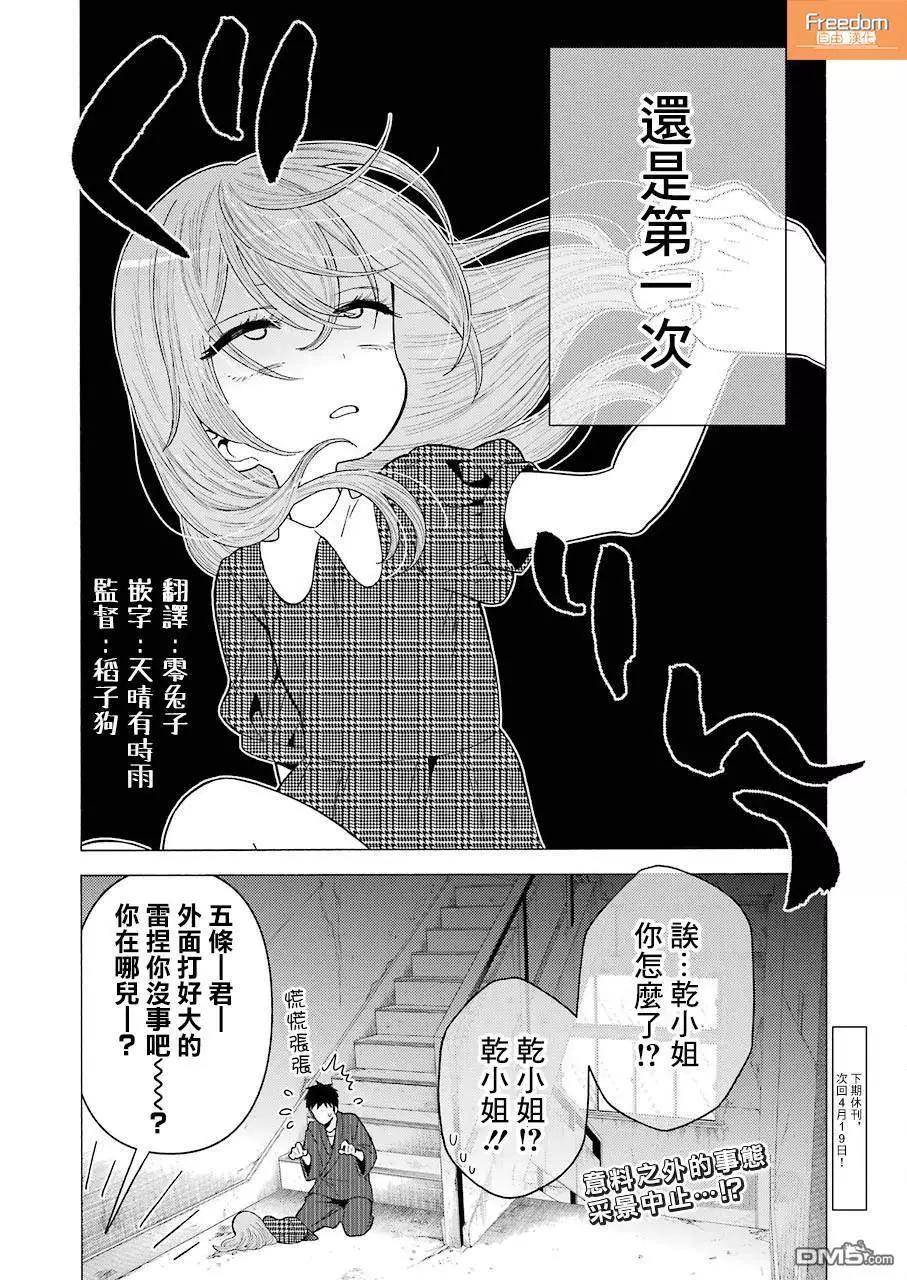 Freedom
自由 漢化
還是第一次
翻譯：零兔子
嵌字：天晴有時雨
監督：稻子狗
誒…乾小姐
你怎麼了!?
乾小姐!?
乾小姐!!
慌慌張張
五條—君—
外面打好大的
雷捏你沒事吧~~~?
你在哪兒—?
意料之外的事態
采景中止…!?
下期休刊，
次回4月19日！
DM5.com